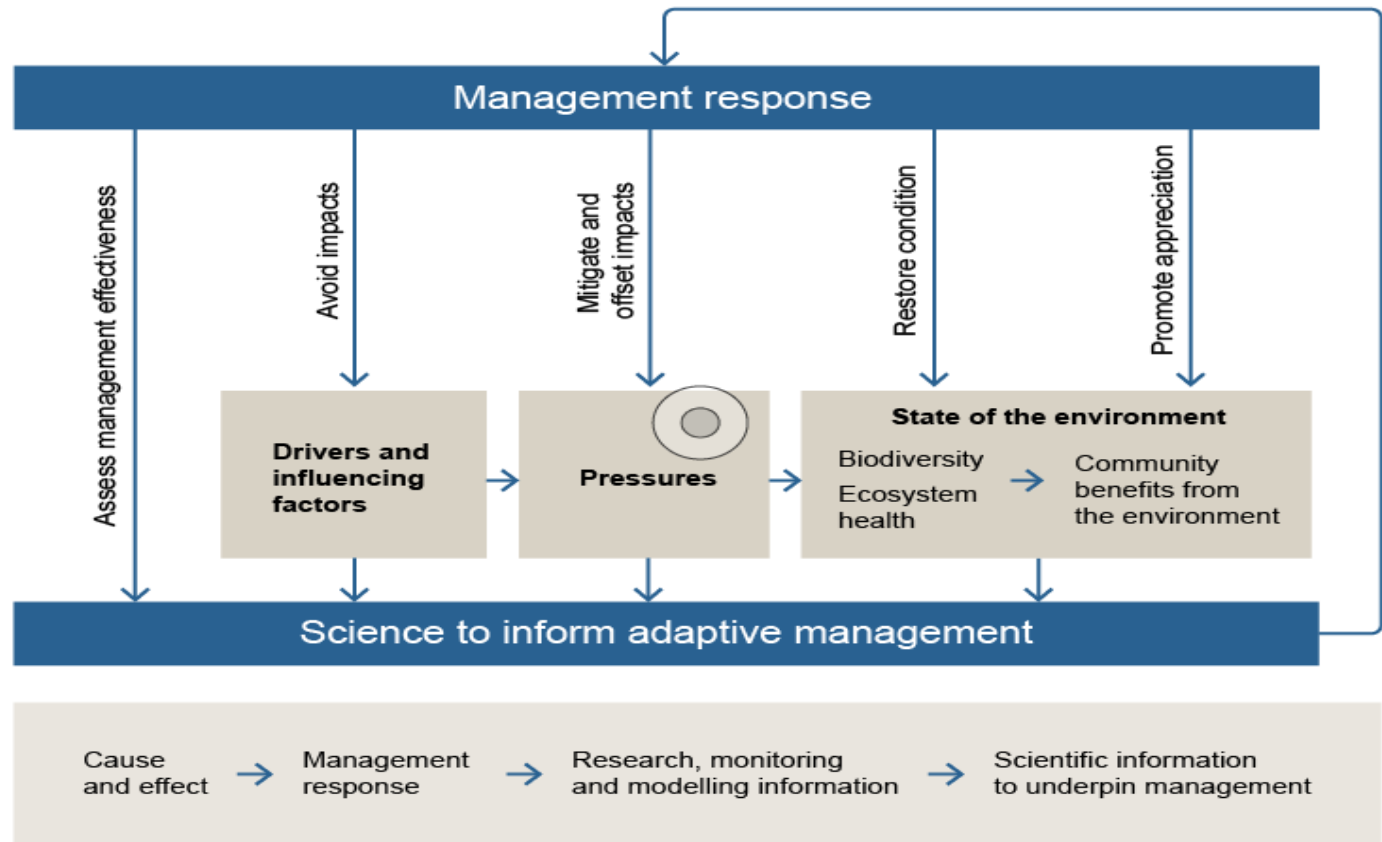 Management response
Assess management effectiveness
Avoid impacts
Mitigate and
offset impacts
Restore condition
Promote appreciation
Drivers and
influencing
factors
Pressures
State of the environment
Biodiversity
Ecosystem
health
Community
benefits from
the environment
Science to inform adaptive management
Cause
and effect
Management
response
Research, monitoring
and modelling information
Scientific information
to underpin management